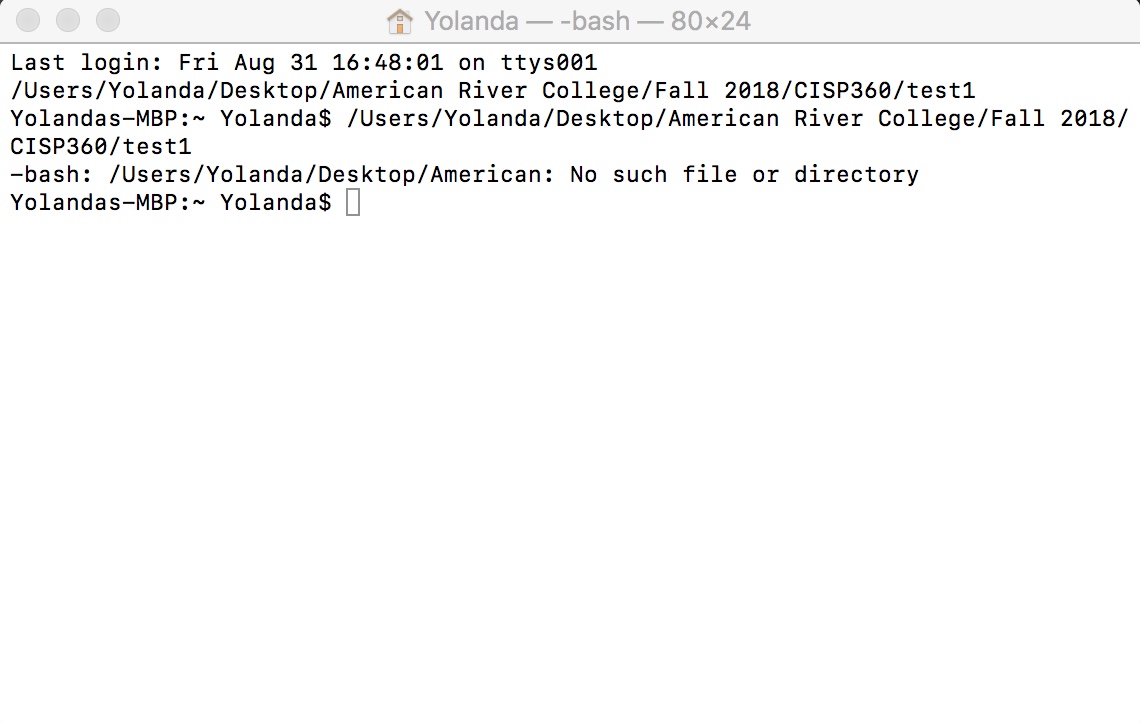 Yolanda — -bash — 80×24
Last login: Fri Aug 31 16:48:01 on ttys001
/Users/Yolanda/Desktop/American River College/Fall 2018/CISP360/test1
Yolandas-MBP:~ Yolanda$ /Users/Yolanda/Desktop/American River College/Fall 2018/
CISP360/test1
-bash: /Users/Yolanda/Desktop/American: No such file or directory
Yolandas-MBP:~ Yolanda$